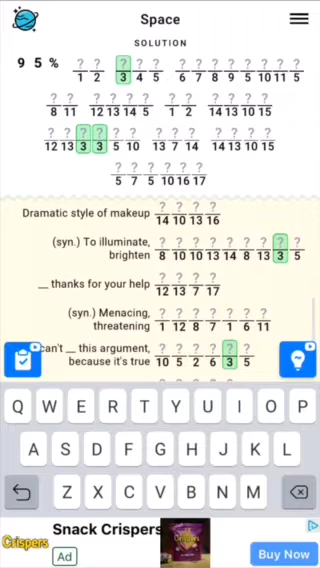 Space
SOLUTION
9 5 % ? ? ? ? ? ? ? ? ? ? ? ? ?
1 2 3 4 5 6 7 8 9 5 10 11 5
? ? ? ? ? ? ? ? ? ? ? ?
8 11 12 13 14 5 1 2 14 13 10 15
? ? ? ? ? ? ? ? ? ? ? ? ?
12 13 3 3 5 10 13 7 14 14 13 10 15
? ? ? ? ? ?
5 7 5 10 16 17
Dramatic style of makeup ? ? ? ?
14 10 13 16
(syn.) To illuminate, brighten ? ? ? ? ? ? ? ? ?
8 10 10 13 14 8 13 3 5
__ thanks for your help ? ? ? ?
12 13 7 17
(syn.) Menacing, threatening ? ? ? ? ? ? ? ?
1 12 8 7 1 6 11
can't __ this argument, because it's true ? ? ? ? ? ?
10 5 2 6 3 5
Q W E R T Y U I O P
A S D F G H J K L
Z X C V B N M
Crispers
Snack Crispers
Ad
Buy Now